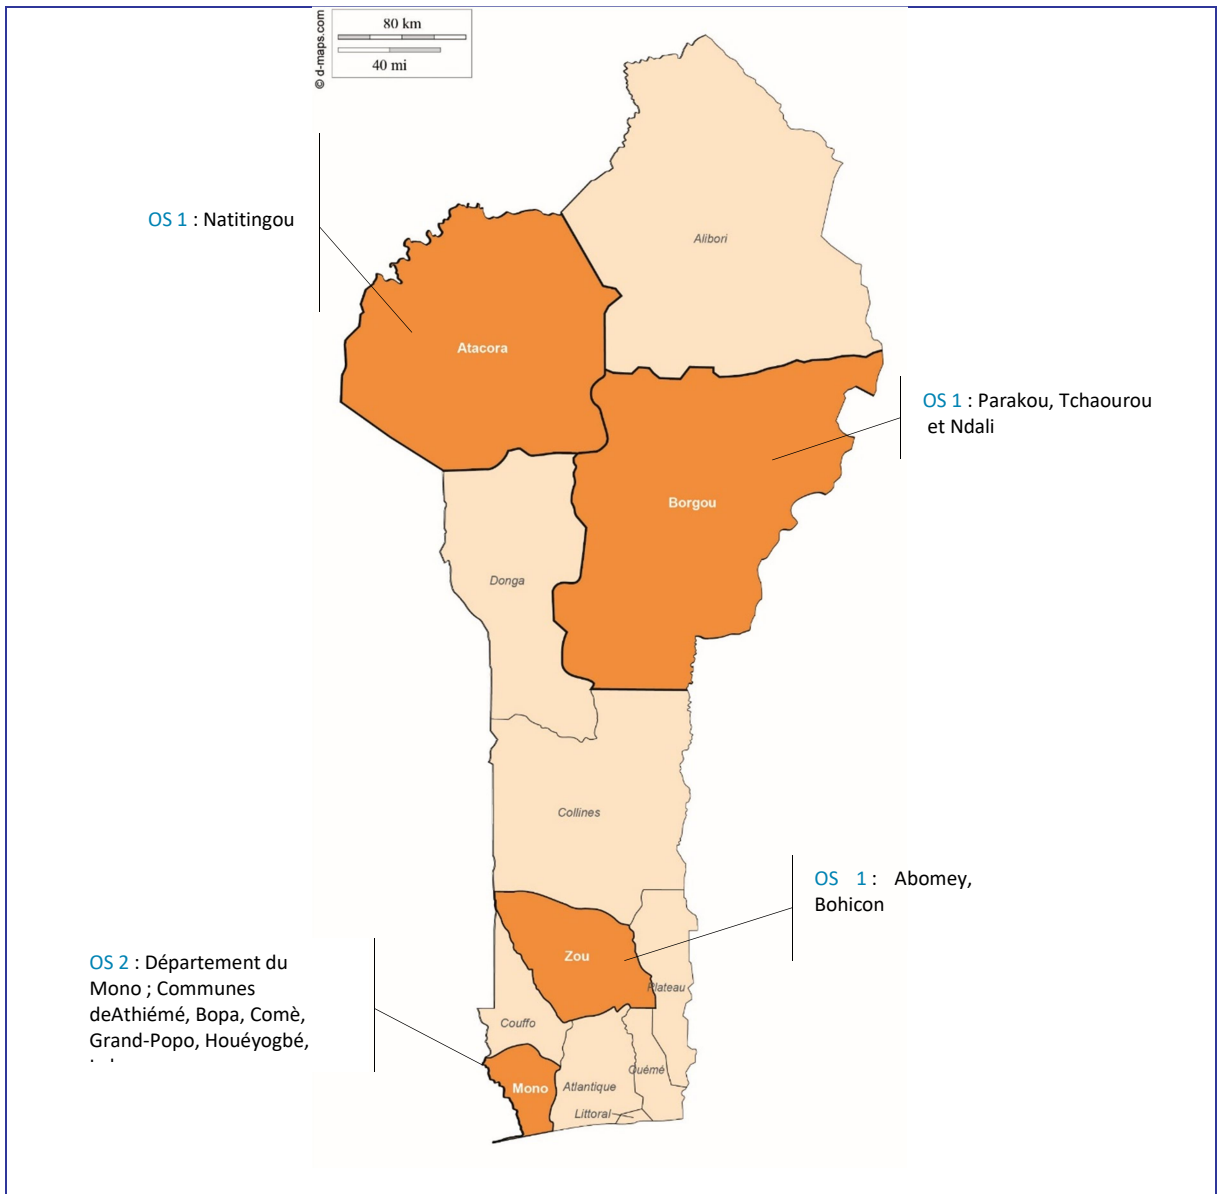 © d-maps.com
80 km
40 mi
OS 1 : Natitingou
Alibori
Atacora
OS 1 : Parakou, Tchaourou
et Ndali
Borgou
Donga
Collines
OS 1 : Abomey,
Bohicon
Zou
OS 2 : Département du
Mono ; Communes
deAthiémé, Bopa, Comè,
Grand-Popo, Houéyogbé,
Plateau
Couffo
Ouémé
Mono
Atlantique
Littoral